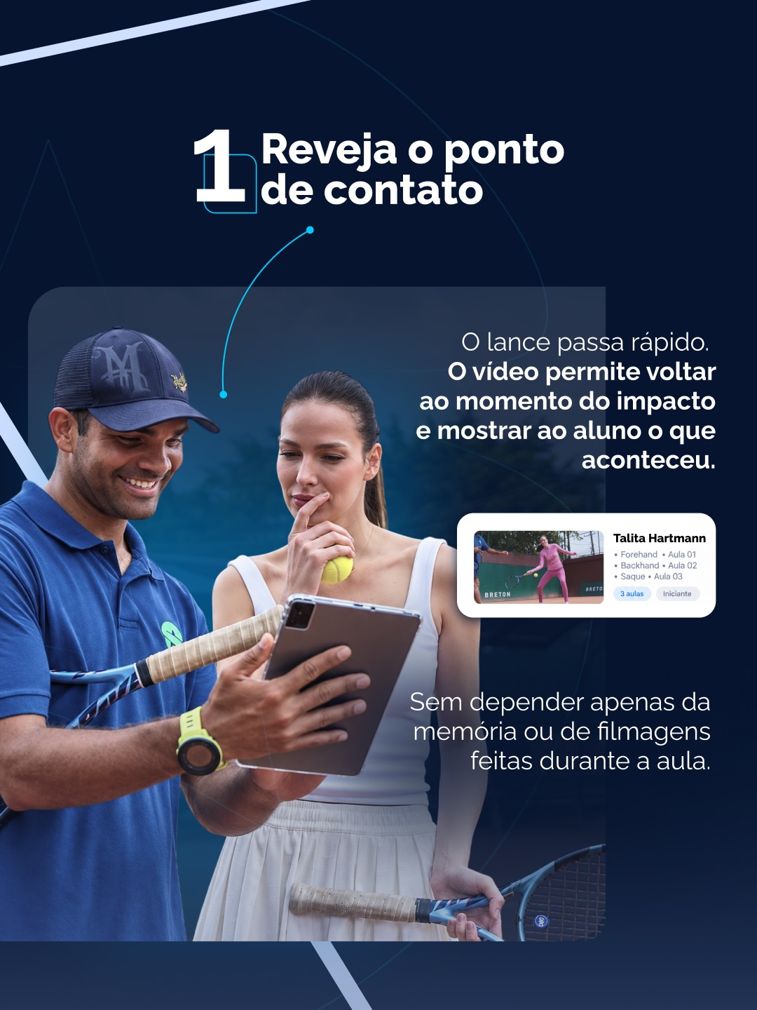 1 Reveja o ponto
de contato
O lance passa rápido.
O vídeo permite voltar
ao momento do impacto
e mostrar ao aluno o que
aconteceu.
Talita Hartmann
• Forehand • Aula 01
• Backhand • Aula 02
• Saque • Aula 03
3 aulas Iniciante
BRETON
Sem depender apenas da
memória ou de filmagens
feitas durante a aula.
M